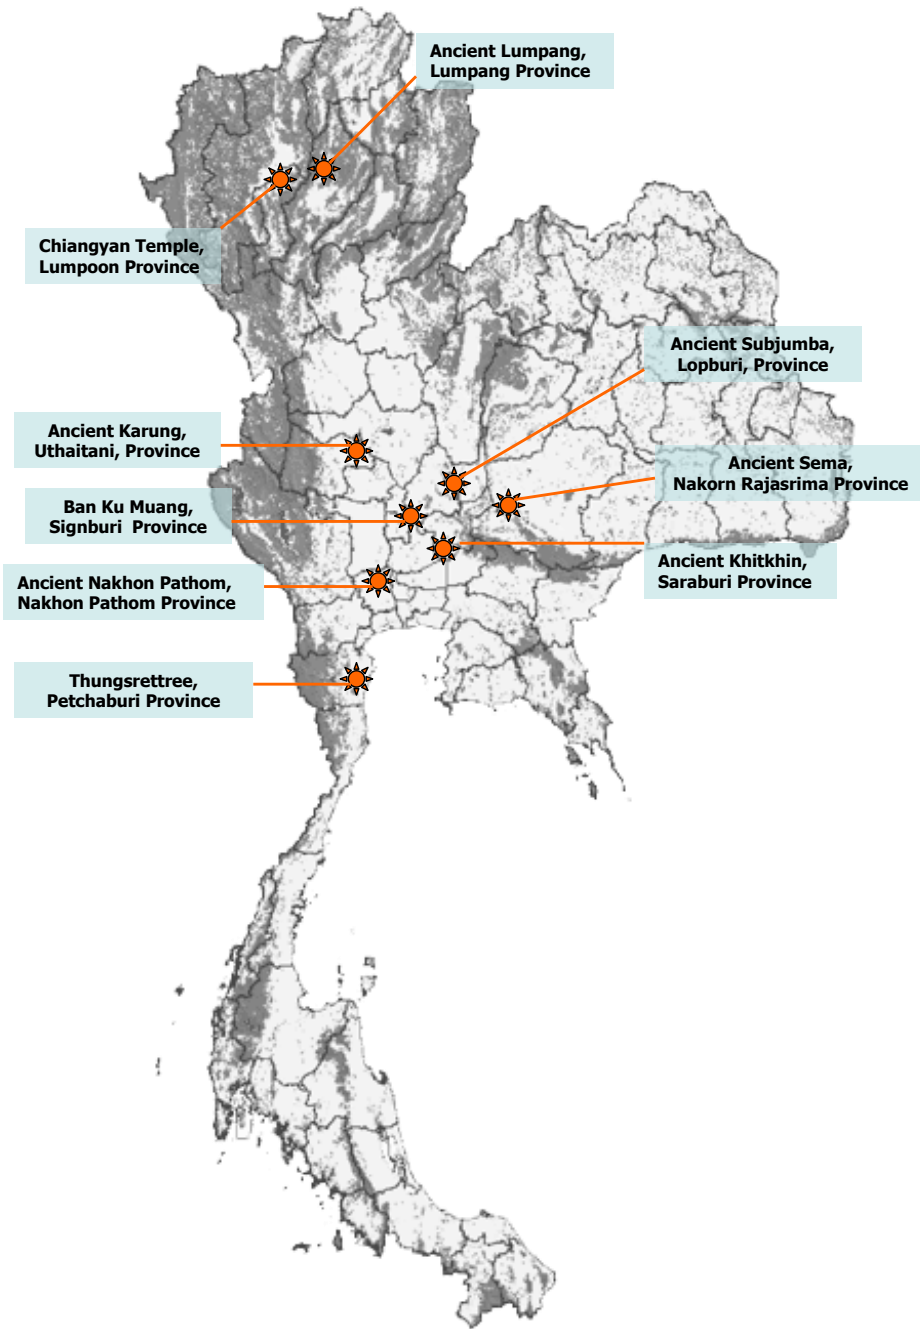 Ancient Lumpang,
Lumpang Province
Chiangyan Temple,
Lumpoon Province
Ancient Subjumba,
Lopburi, Province
Ancient Karung,
Uthaitani, Province
Ancient Sema,
Nakorn Rajasrima Province
Ban Ku Muang,
Signburi  Province
Ancient Khitkhin,
Saraburi Province
Ancient Nakhon Pathom,
Nakhon Pathom Province
Thungsrettree,
Petchaburi Province